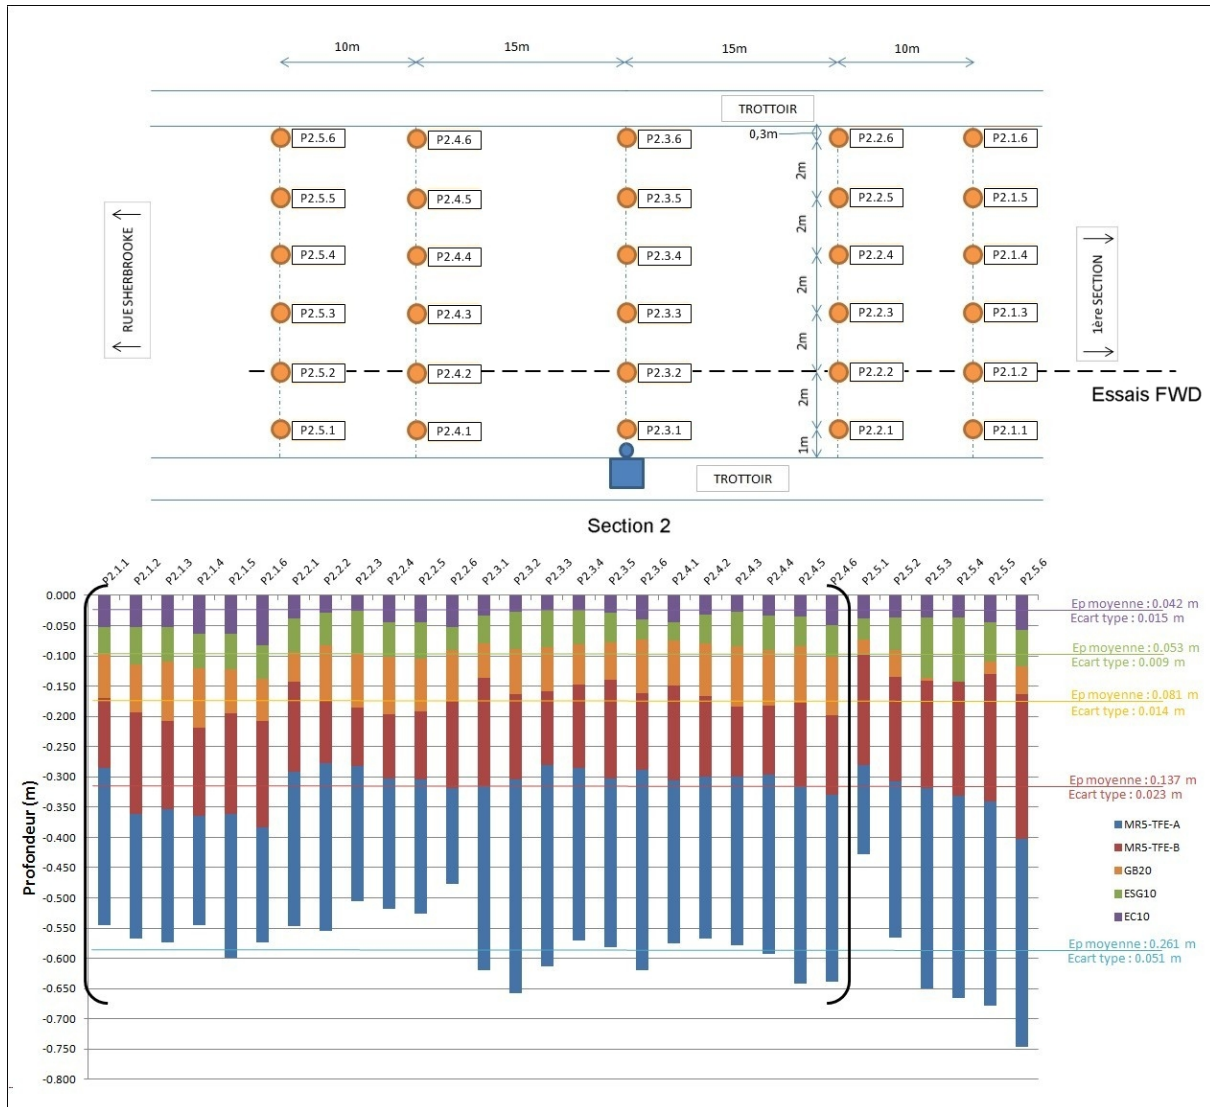 10m
15m
15m
10m
TROTTOIR
0,3m
P2.5.6
P2.4.6
P2.3.6
P2.2.6
P2.1.6
2m
P2.5.5
P2.4.5
P2.3.5
P2.2.5
P2.1.5
2m
P2.5.4
P2.4.4
P2.3.4
P2.2.4
P2.1.4
2m
P2.5.3
P2.4.3
P2.3.3
P2.2.3
P2.1.3
2m
P2.5.2
P2.4.2
P2.3.2
P2.2.2
P2.1.2
2m
P2.5.1
P2.4.1
P2.3.1
P2.2.1
P2.1.1
1m
RUE SHERBROOKE
1ère SECTION
Essais FWD
TROTTOIR
Section 2
P2.1.1
P2.1.2
P2.1.3
P2.1.4
P2.1.5
P2.1.6
P2.2.1
P2.2.2
P2.2.3
P2.2.4
P2.2.5
P2.2.6
P2.3.1
P2.3.2
P2.3.3
P2.3.4
P2.3.5
P2.3.6
P2.4.1
P2.4.2
P2.4.3
P2.4.4
P2.4.5
P2.4.6
P2.5.1
P2.5.2
P2.5.3
P2.5.4
P2.5.5
P2.5.6
Profondeur (m)
0.000
-0.050
-0.100
-0.150
-0.200
-0.250
-0.300
-0.350
-0.400
-0.450
-0.500
-0.550
-0.600
-0.650
-0.700
-0.750
-0.800
Ep moyenne : 0.042 m
Ecart type : 0.015 m
Ep moyenne : 0.053 m
Ecart type : 0.009 m
Ep moyenne : 0.081 m
Ecart type : 0.014 m
Ep moyenne : 0.137 m
Ecart type : 0.023 m
MR5-TFE-A
MR5-TFE-B
GB20
ESG10
EC10
Ep moyenne : 0.261 m
Ecart type : 0.051 m